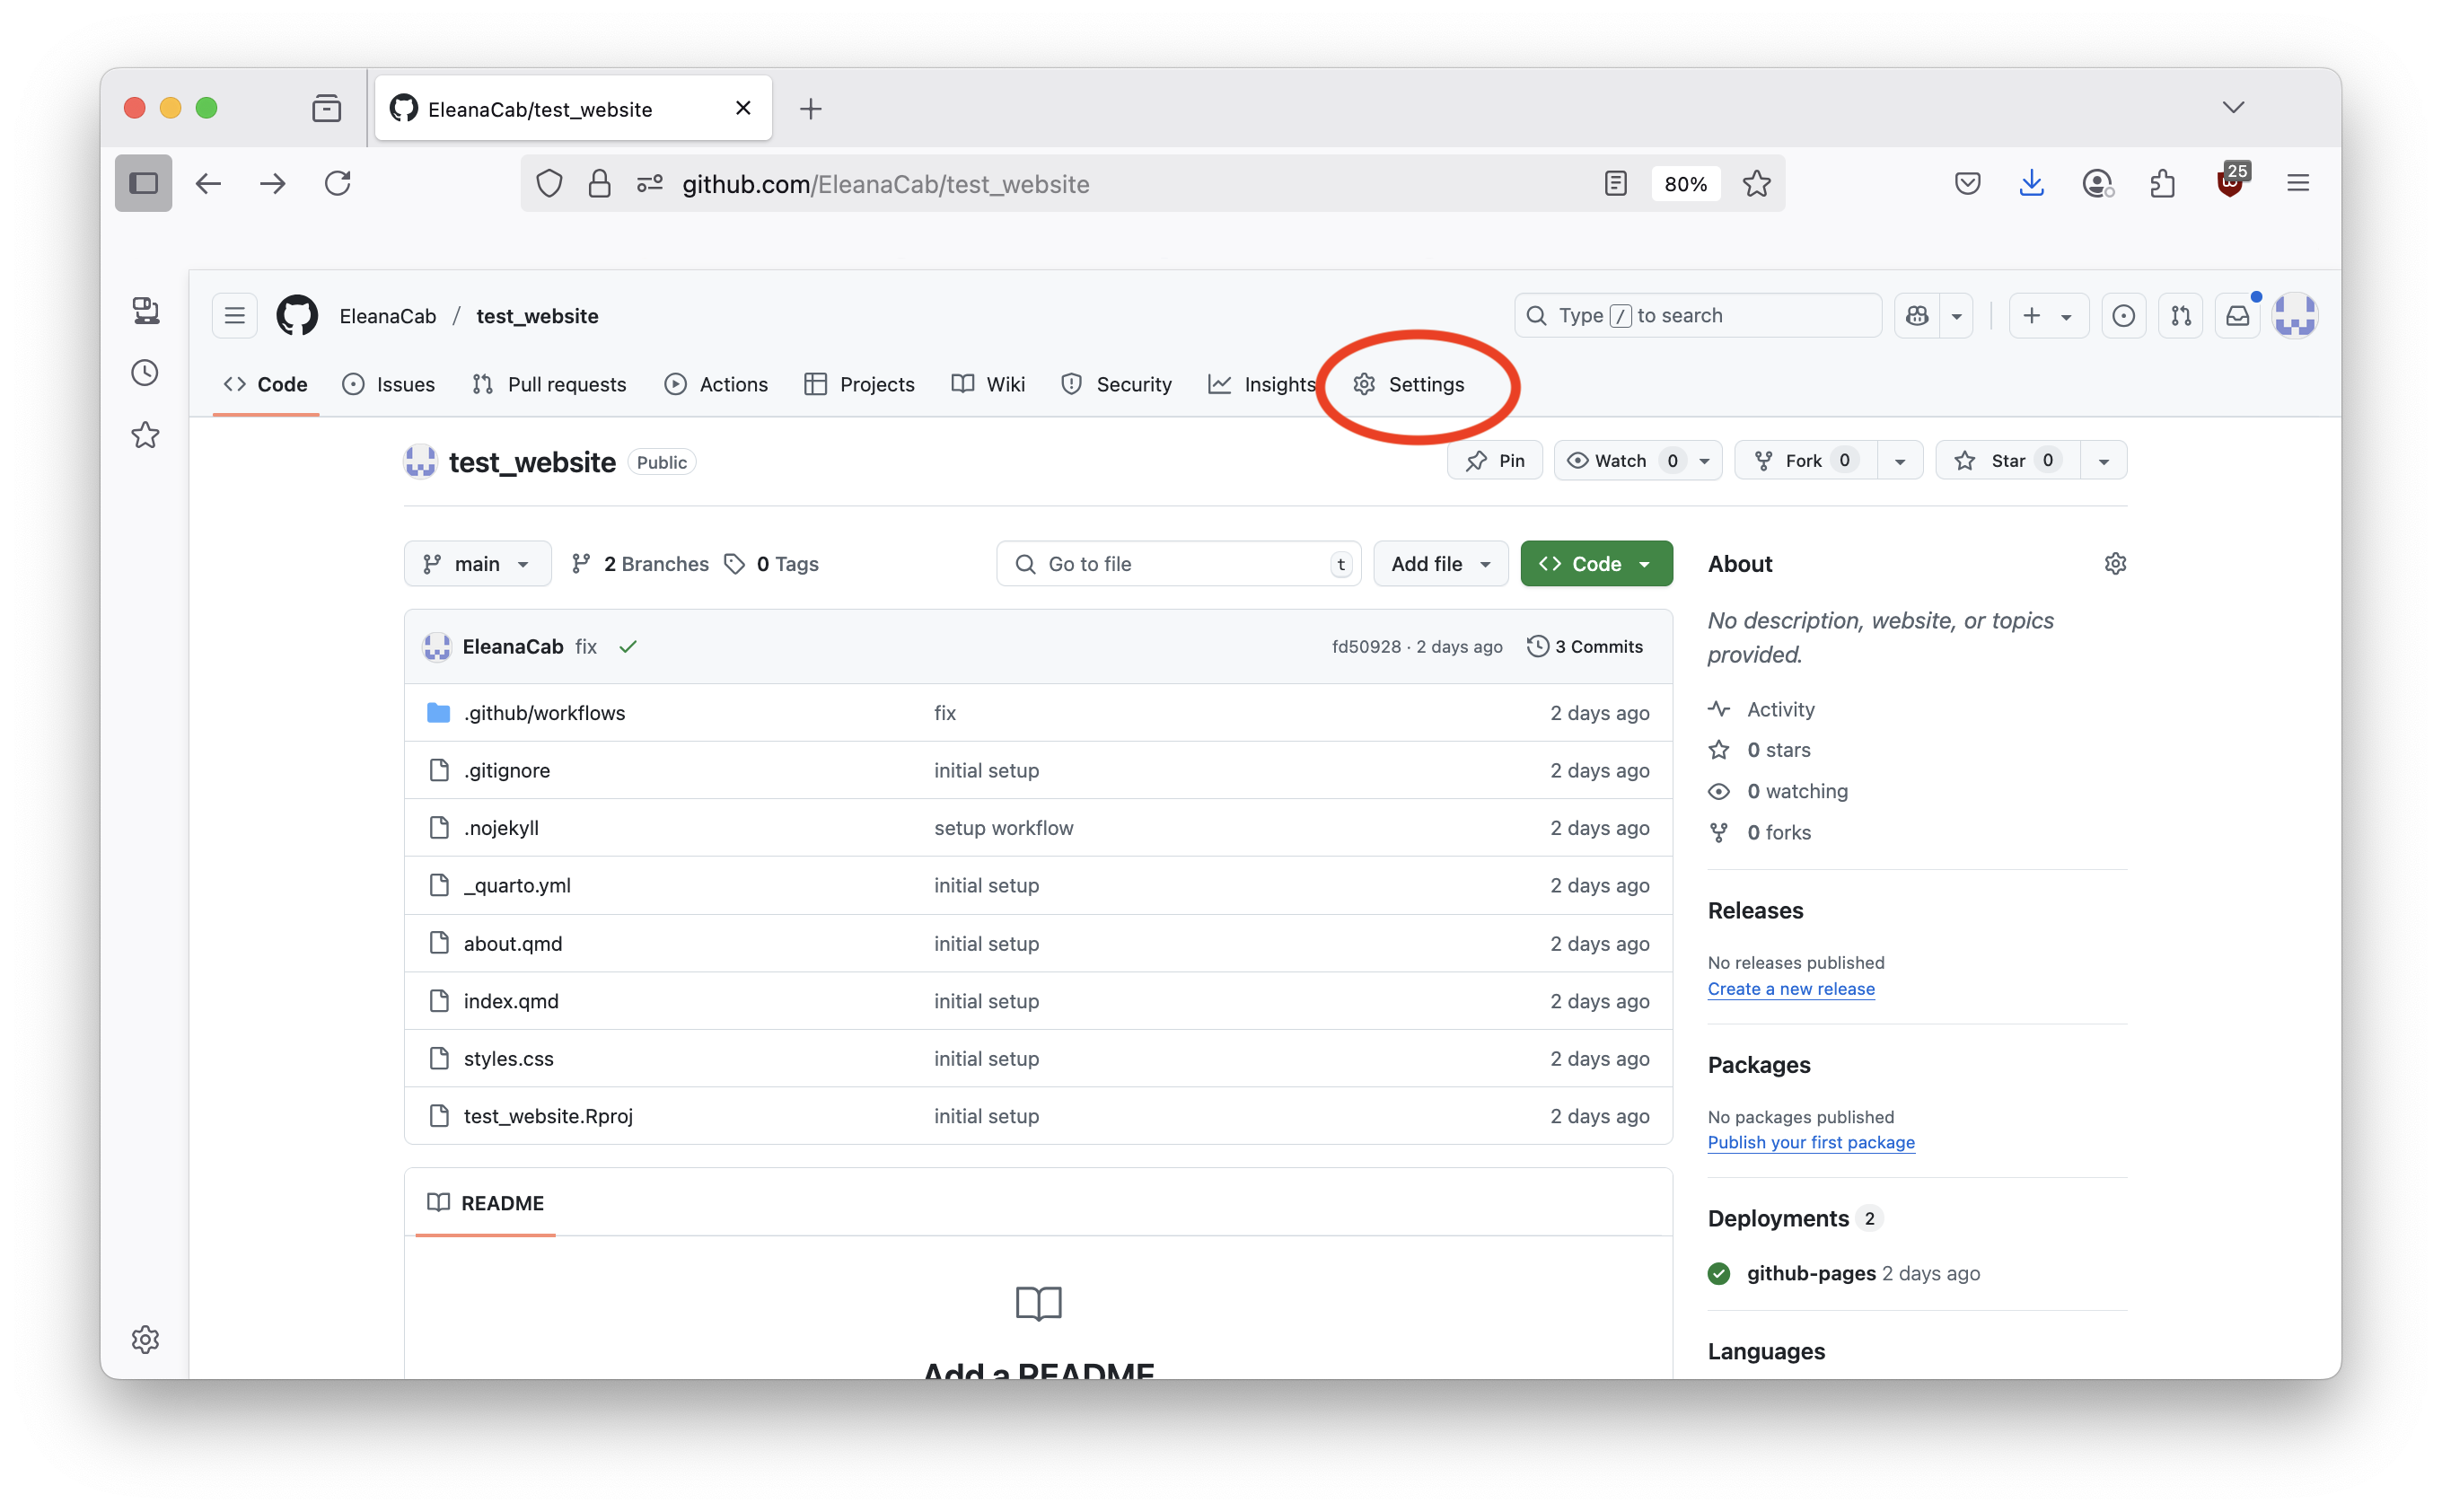 EleanaCab/test_website
github.com/EleanaCab/test_website
80%
25
EleanaCab / test_website
Type / to search
Code Issues Pull requests Actions Projects Wiki Security Insights Settings
test_website Public
Pin Watch 0 Fork 0 Star 0
main 2 Branches 0 Tags
Go to file t
Add file
Code
EleanaCab fix
fd50928 · 2 days ago 3 Commits
.github/workflows fix 2 days ago
.gitignore initial setup 2 days ago
.nojekyll setup workflow 2 days ago
_quarto.yml initial setup 2 days ago
about.qmd initial setup 2 days ago
index.qmd initial setup 2 days ago
styles.css initial setup 2 days ago
test_website.Rproj initial setup 2 days ago
README
Add a README
About
No description, website, or topics
provided.
Activity
0 stars
0 watching
0 forks
Releases
No releases published
Create a new release
Packages
No packages published
Publish your first package
Deployments 2
github-pages 2 days ago
Languages